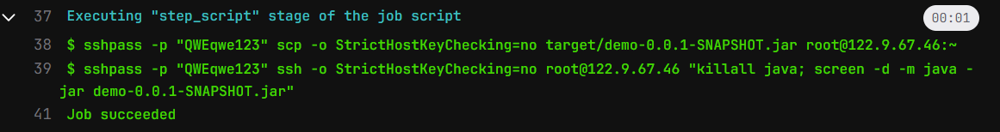 37 Executing "step_script" stage of the job script 00:01
38 $ sshpass -p "QWEqwe123" scp -o StrictHostKeyChecking=no target/demo-0.0.1-SNAPSHOT.jar root@122.9.67.46:~
39 $ sshpass -p "QWEqwe123" ssh -o StrictHostKeyChecking=no root@122.9.67.46 "killall java; screen -d -m java -
jar demo-0.0.1-SNAPSHOT.jar"
41 Job succeeded